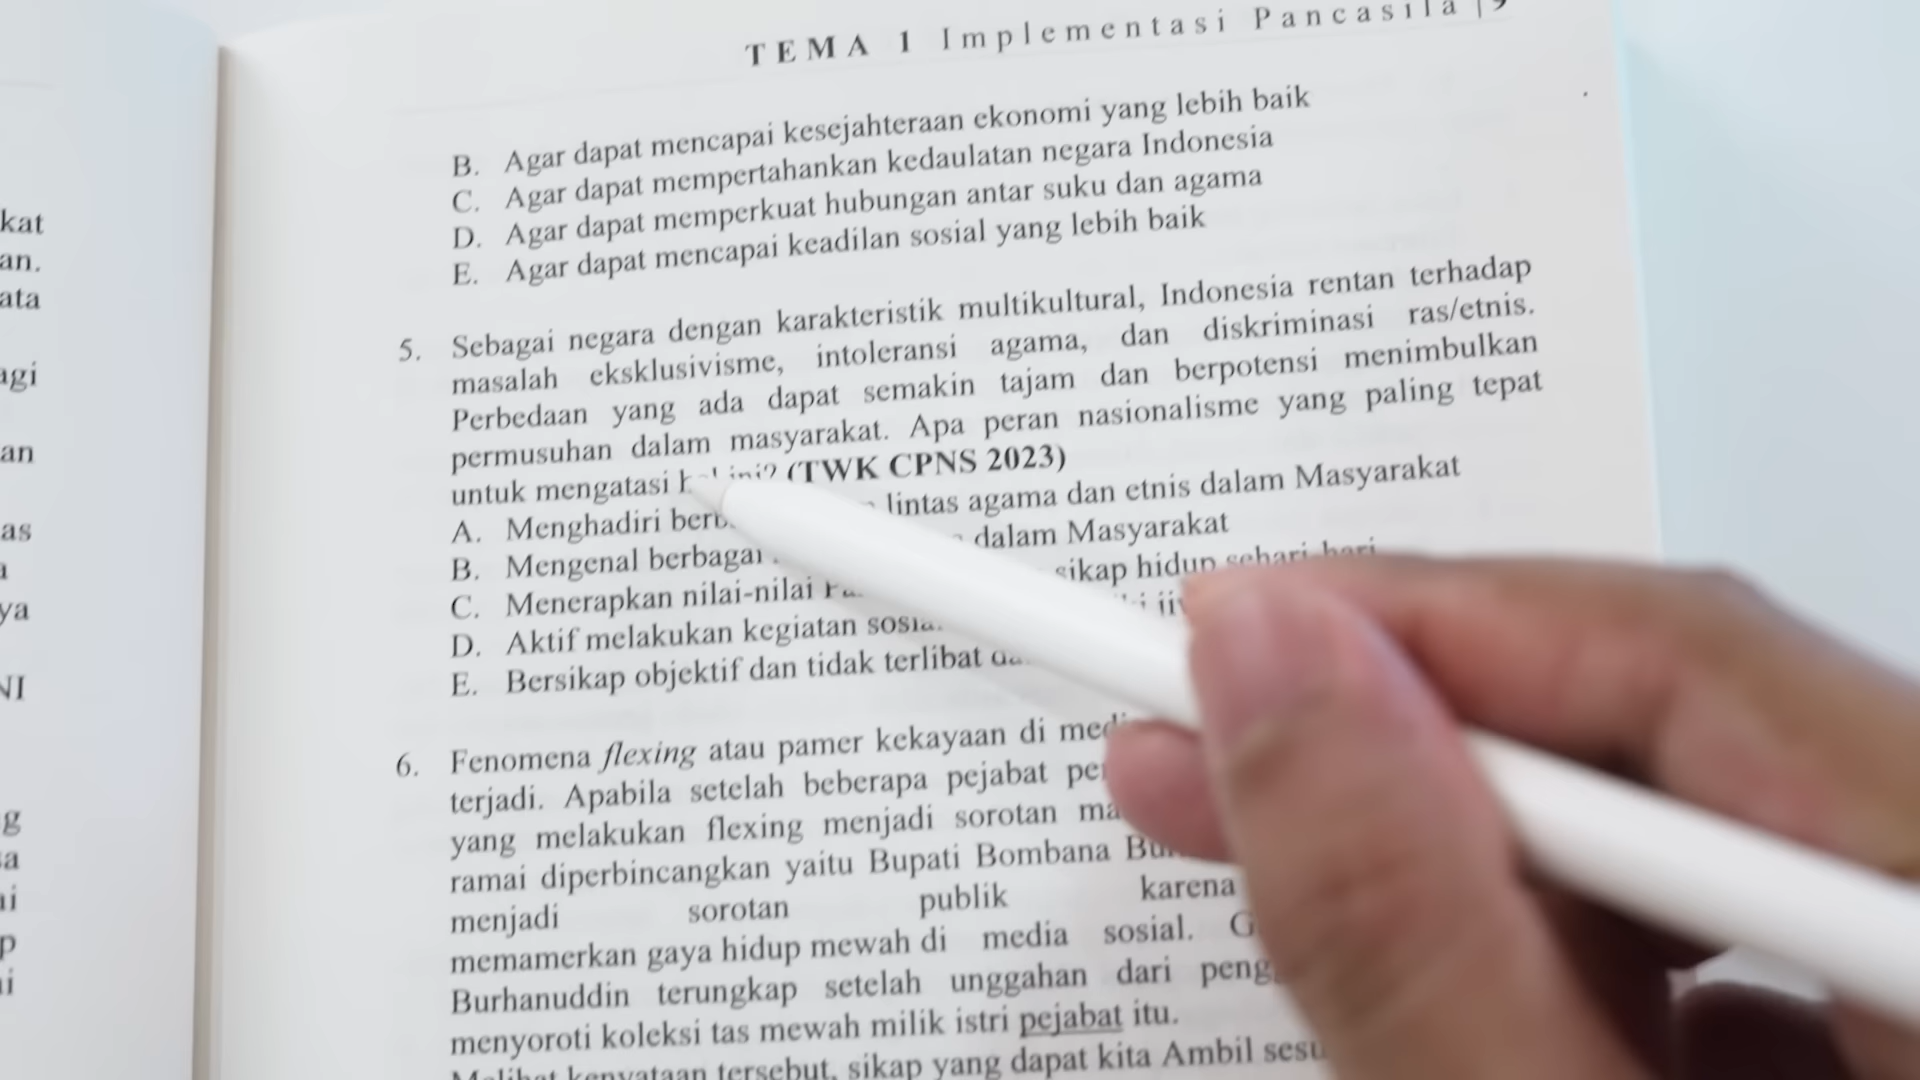 TEMA 1 Implementasi Pancasila |
B. Agar dapat mencapai kesejahteraan ekonomi yang lebih baik
C. Agar dapat mempertahankan kedaulatan negara Indonesia
D. Agar dapat memperkuat hubungan antar suku dan agama
E. Agar dapat mencapai keadilan sosial yang lebih baik
kat
an.
ata
agi
an
as
ya
NI
g
ai
p
5. Sebagai negara dengan karakteristik multikultural, Indonesia rentan terhadap
masalah eksklusivisme, intoleransi agama, dan diskriminasi ras/etnis.
Perbedaan yang ada dapat semakin tajam dan berpotensi menimbulkan
permusuhan dalam masyarakat. Apa peran nasionalisme yang paling tepat
untuk mengatasi ini? (TWK CPNS 2023)
A. Menghadiri lintas agama dan etnis dalam Masyarakat
B. Mengenal berbagai dalam Masyarakat
C. Menerapkan nilai-nilai sikap hidup sehari-hari
D. Aktif melakukan kegiatan
E. Bersikap objektif dan tidak terlibat
6. Fenomena flexing atau pamer kekayaan di
terjadi. Apabila setelah beberapa pejabat
yang melakukan flexing menjadi sorotan
ramai diperbincangkan yaitu Bupati Bombana
menjadi sorotan publik karena
memamerkan gaya hidup mewah di media sosial.
Burhanuddin terungkap setelah unggahan dari
menyoroti koleksi tas mewah milik istri pejabat itu.
Melihat kenyataan tersebut, sikap yang dapat kita Ambil